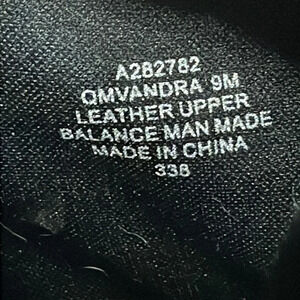 A282782
QMVANDRA 9M
LEATHER UPPER
BALANCE MAN MADE
MADE IN CHINA
338